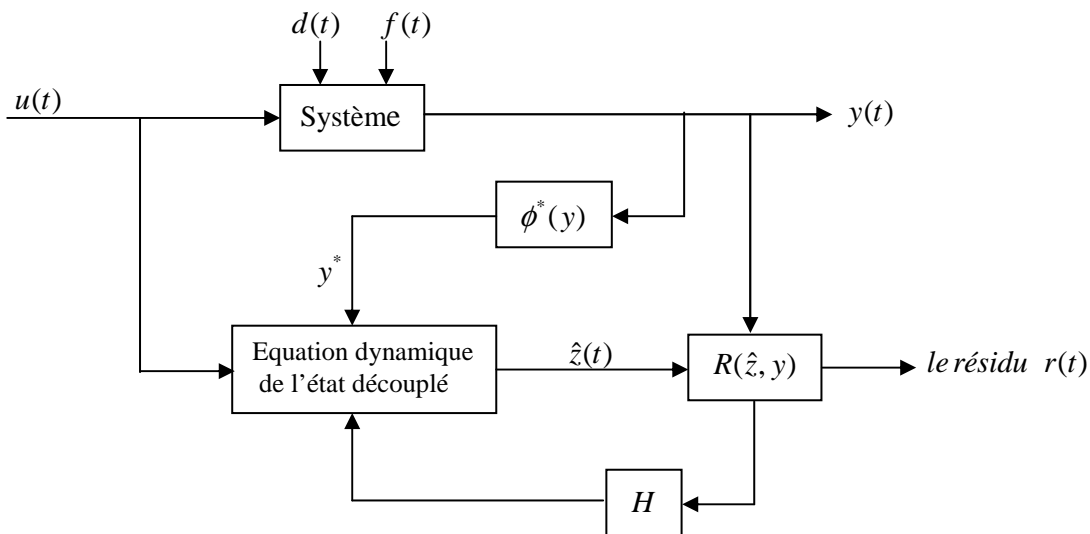 d(t) f(t)
u(t)
Système
y(t)
ϕ*(y)
y*
Equation dynamique
de l'état découplé
ẑ(t)
R(ẑ, y)
le résidu r(t)
H